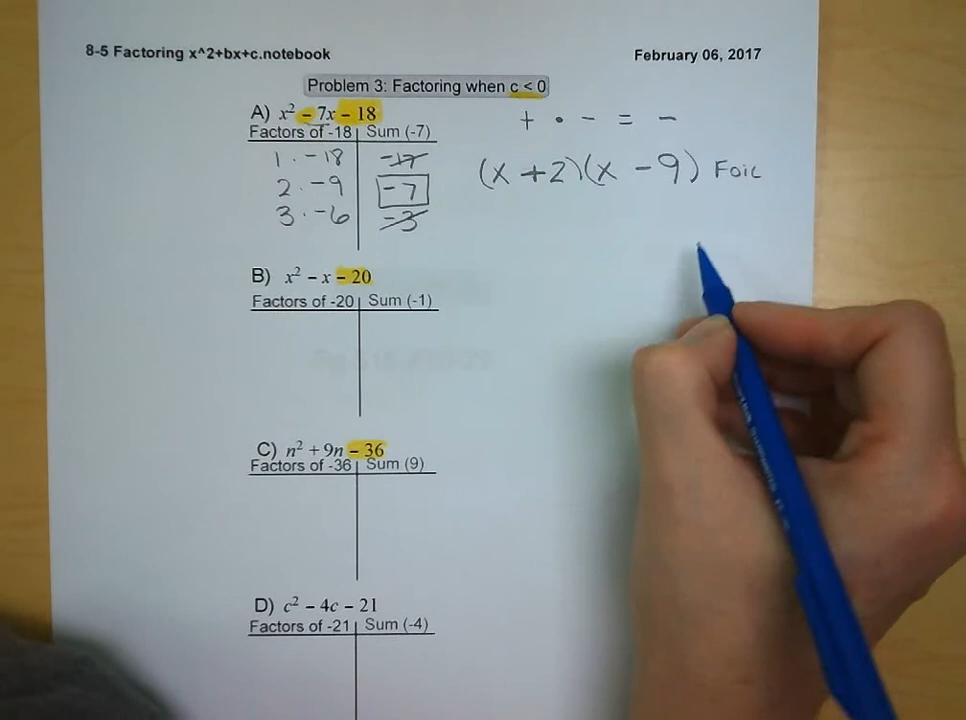 8-5 Factoring x^2+bx+c.notebook February 06, 2017
Problem 3: Factoring when c < 0
A) x² – 7x – 18
Factors of -18 Sum (-7)
+ • - = -
1 · -18 -17
2 · -9 -7
3 · -6 -3
(x + 2)(x - 9) FOIL
B) x² – x – 20
Factors of -20 Sum (-1)
C) n² + 9n – 36
Factors of -36 Sum (9)
D) c² – 4c – 21
Factors of -21 Sum (-4)